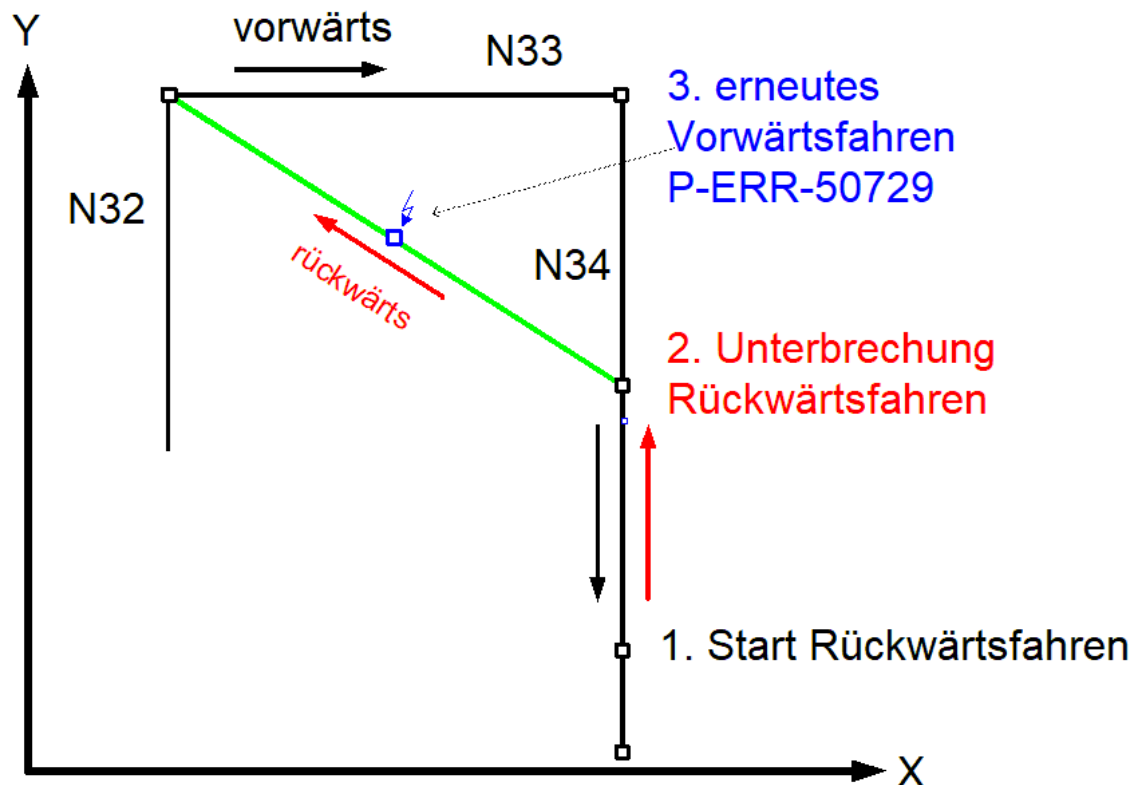 Y
vorwärts
N33
3. erneutes
Vorwärtsfahren
P-ERR-50729
N32
rückwärts
N34
2. Unterbrechung
Rückwärtsfahren
1. Start Rückwärtsfahren
X